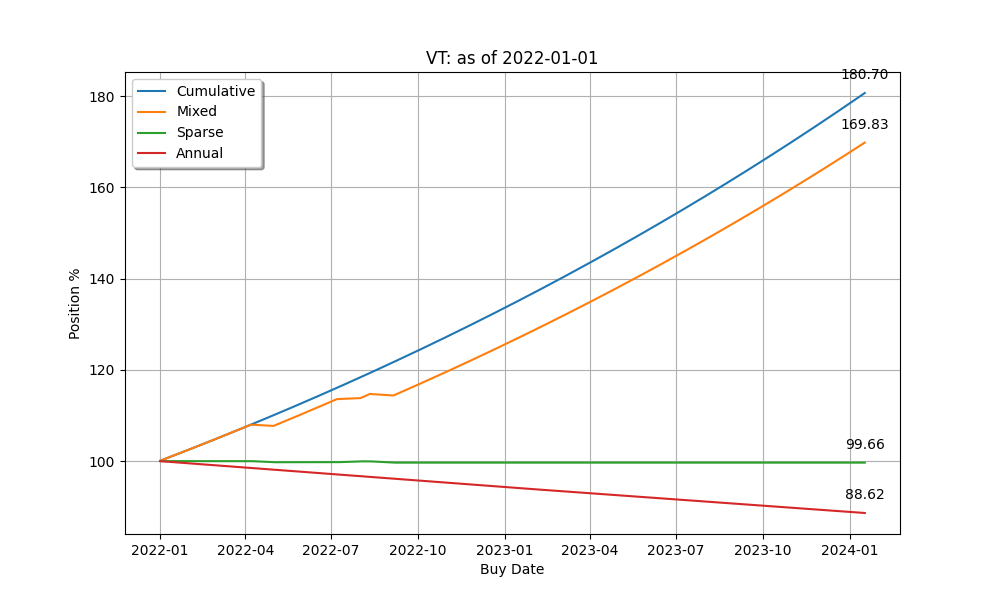 VT: as of 2022-01-01
Cumulative
Mixed
Sparse
Annual
180.70
169.83
99.66
88.62
180
160
140
120
100
Position %
2022-01 2022-04 2022-07 2022-10 2023-01 2023-04 2023-07 2023-10 2024-01
Buy Date